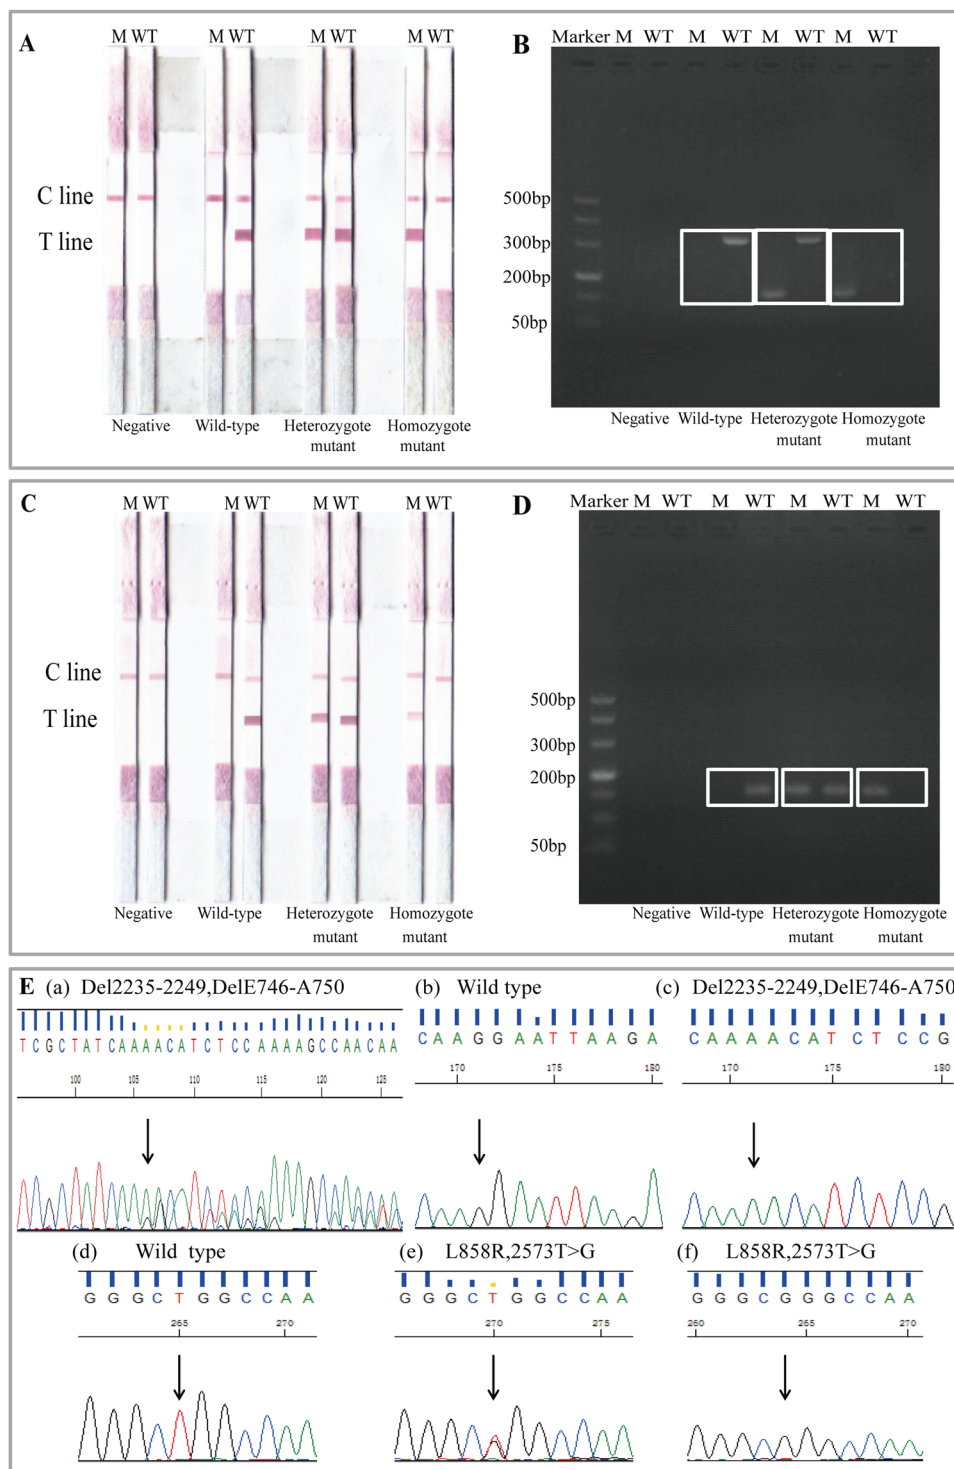 A
M WT M WT M WT M WT
C line
T line
Negative Wild-type Heterozygote Homozygote
mutant mutant
B
Marker M WT M WT M WT M WT
500bp
300bp
200bp
50bp
Negative Wild-type Heterozygote Homozygote
mutant mutant
C
M WT M WT M WT M WT
C line
T line
Negative Wild-type Heterozygote Homozygote
mutant mutant
D
Marker M WT M WT M WT M WT
500bp
300bp
200bp
50bp
Negative Wild-type Heterozygote Homozygote
mutant mutant
E (a) Del2235-2249,DelE746-A750
TCGCTATCAAAACATCTCCAAAAGCCAACAA
100 105 110 115 120 125
(b) Wild type
CAAGGAATTAAGA
170 175 180
(c) Del2235-2249,DelE746-A750
CAAAACATCTCCG
170 175 180
(d) Wild type
GGGCTGGCCAA
265 270
(e) L858R,2573T>G
GGGCTGGCCAA
270 275
(f) L858R,2573T>G
GGGCGGGCCAA
260 265 270